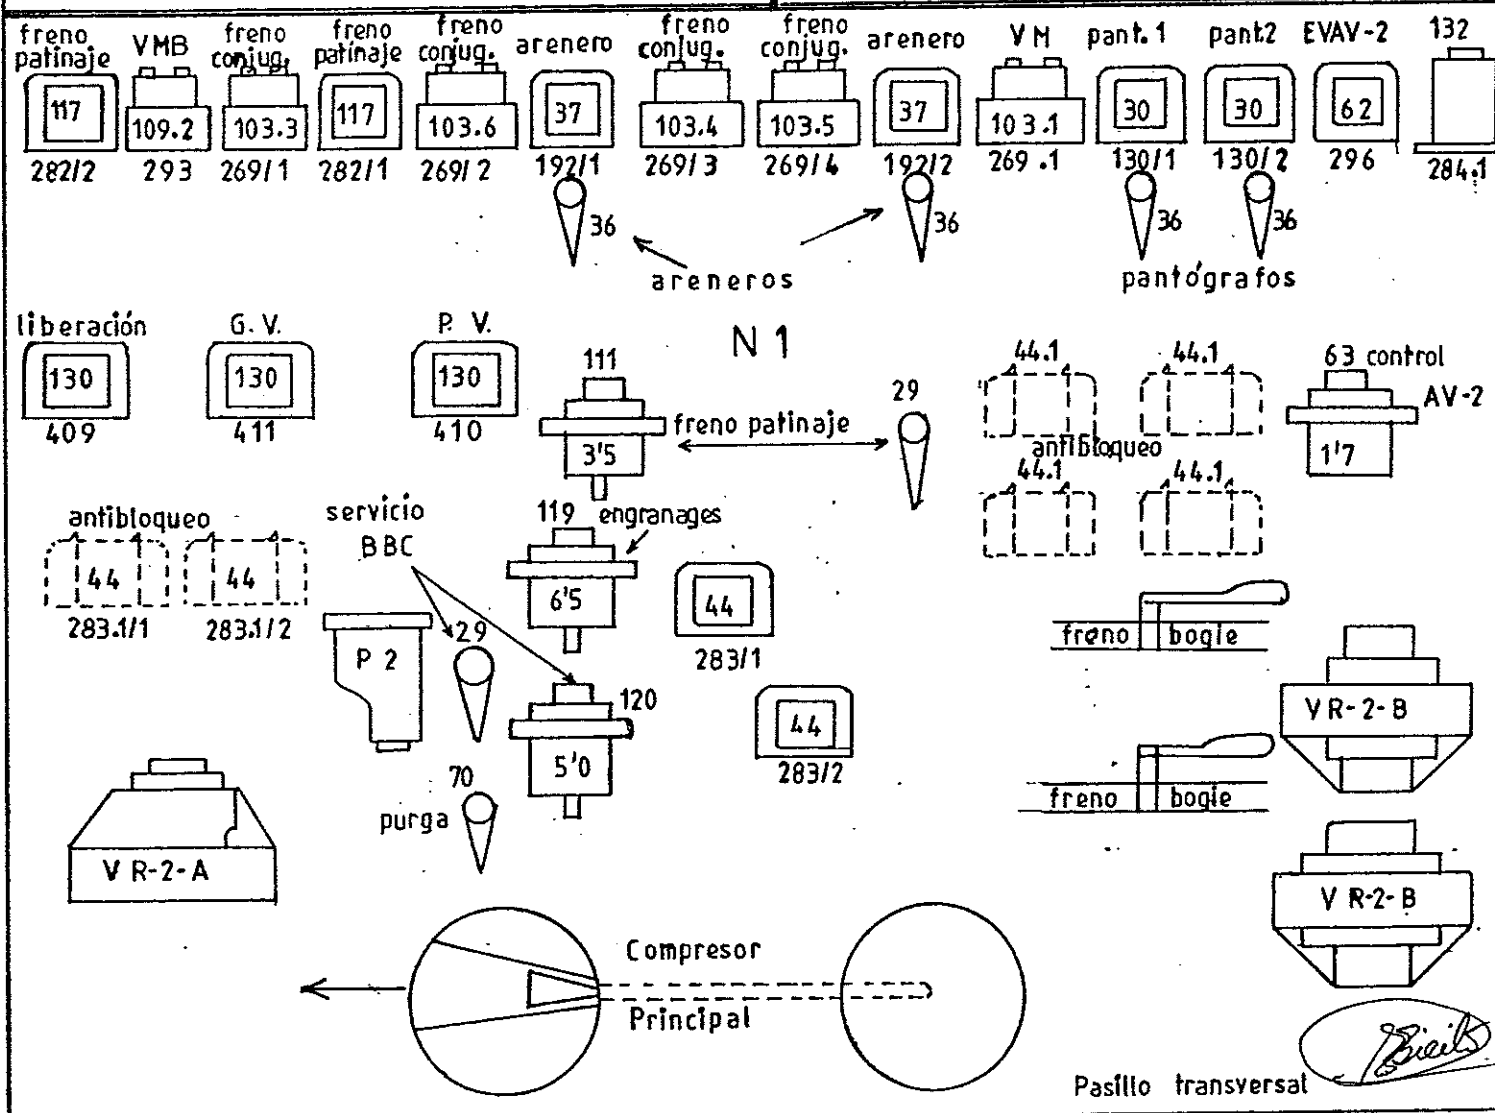 freno patinaje
VMB
freno conjug.
freno patinaje
freno conjug.
arenero
freno conjug.
freno conjug.
arenero
VM
pant. 1
pant2
EVAV-2
132
117
109.2
103.3
117
103.6
37
103.4
103.5
37
103.1
30
30
62
282/2
293
269/1
282/1
269/2
192/1
269/3
269/4
192/2
269.1
130/1
130/2
296
284.1
36
36
36
36
areneros
pantógrafos
liberación
G. V.
P. V.
N 1
130
130
130
409
411
410
111
3'5
freno patinaje
29
44.1
44.1
antibloqueo
44.1
44.1
63 control
AV-2
1'7
antibloqueo
44
44
283.1/1
283.1/2
servicio
BBC
119
engranages
6'5
44
283/1
P 2
29
120
5'0
44
283/2
70
purga
freno bogie
freno bogie
V R-2-B
V R-2-B
V R-2-A
Compresor
Principal
Pasillo transversal